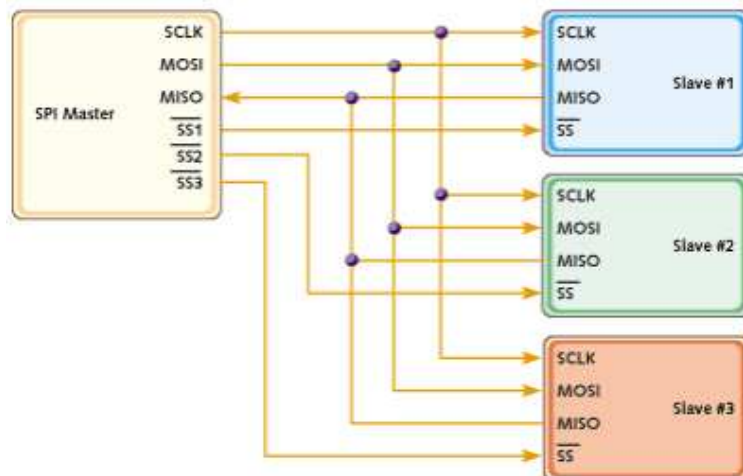 SPI Master
SCLK
MOSI
MISO
SS1
SS2
SS3
SCLK
MOSI
MISO
SS
Slave #1
SCLK
MOSI
MISO
SS
Slave #2
SCLK
MOSI
MISO
SS
Slave #3